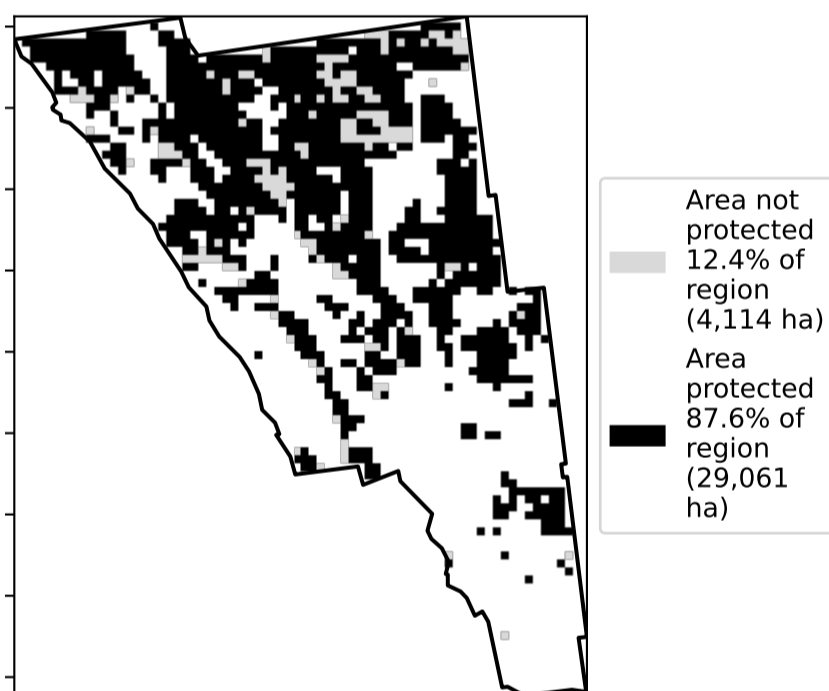 Area not
protected
12.4% of
region
(4,114 ha)
Area
protected
87.6% of
region
(29,061
ha)